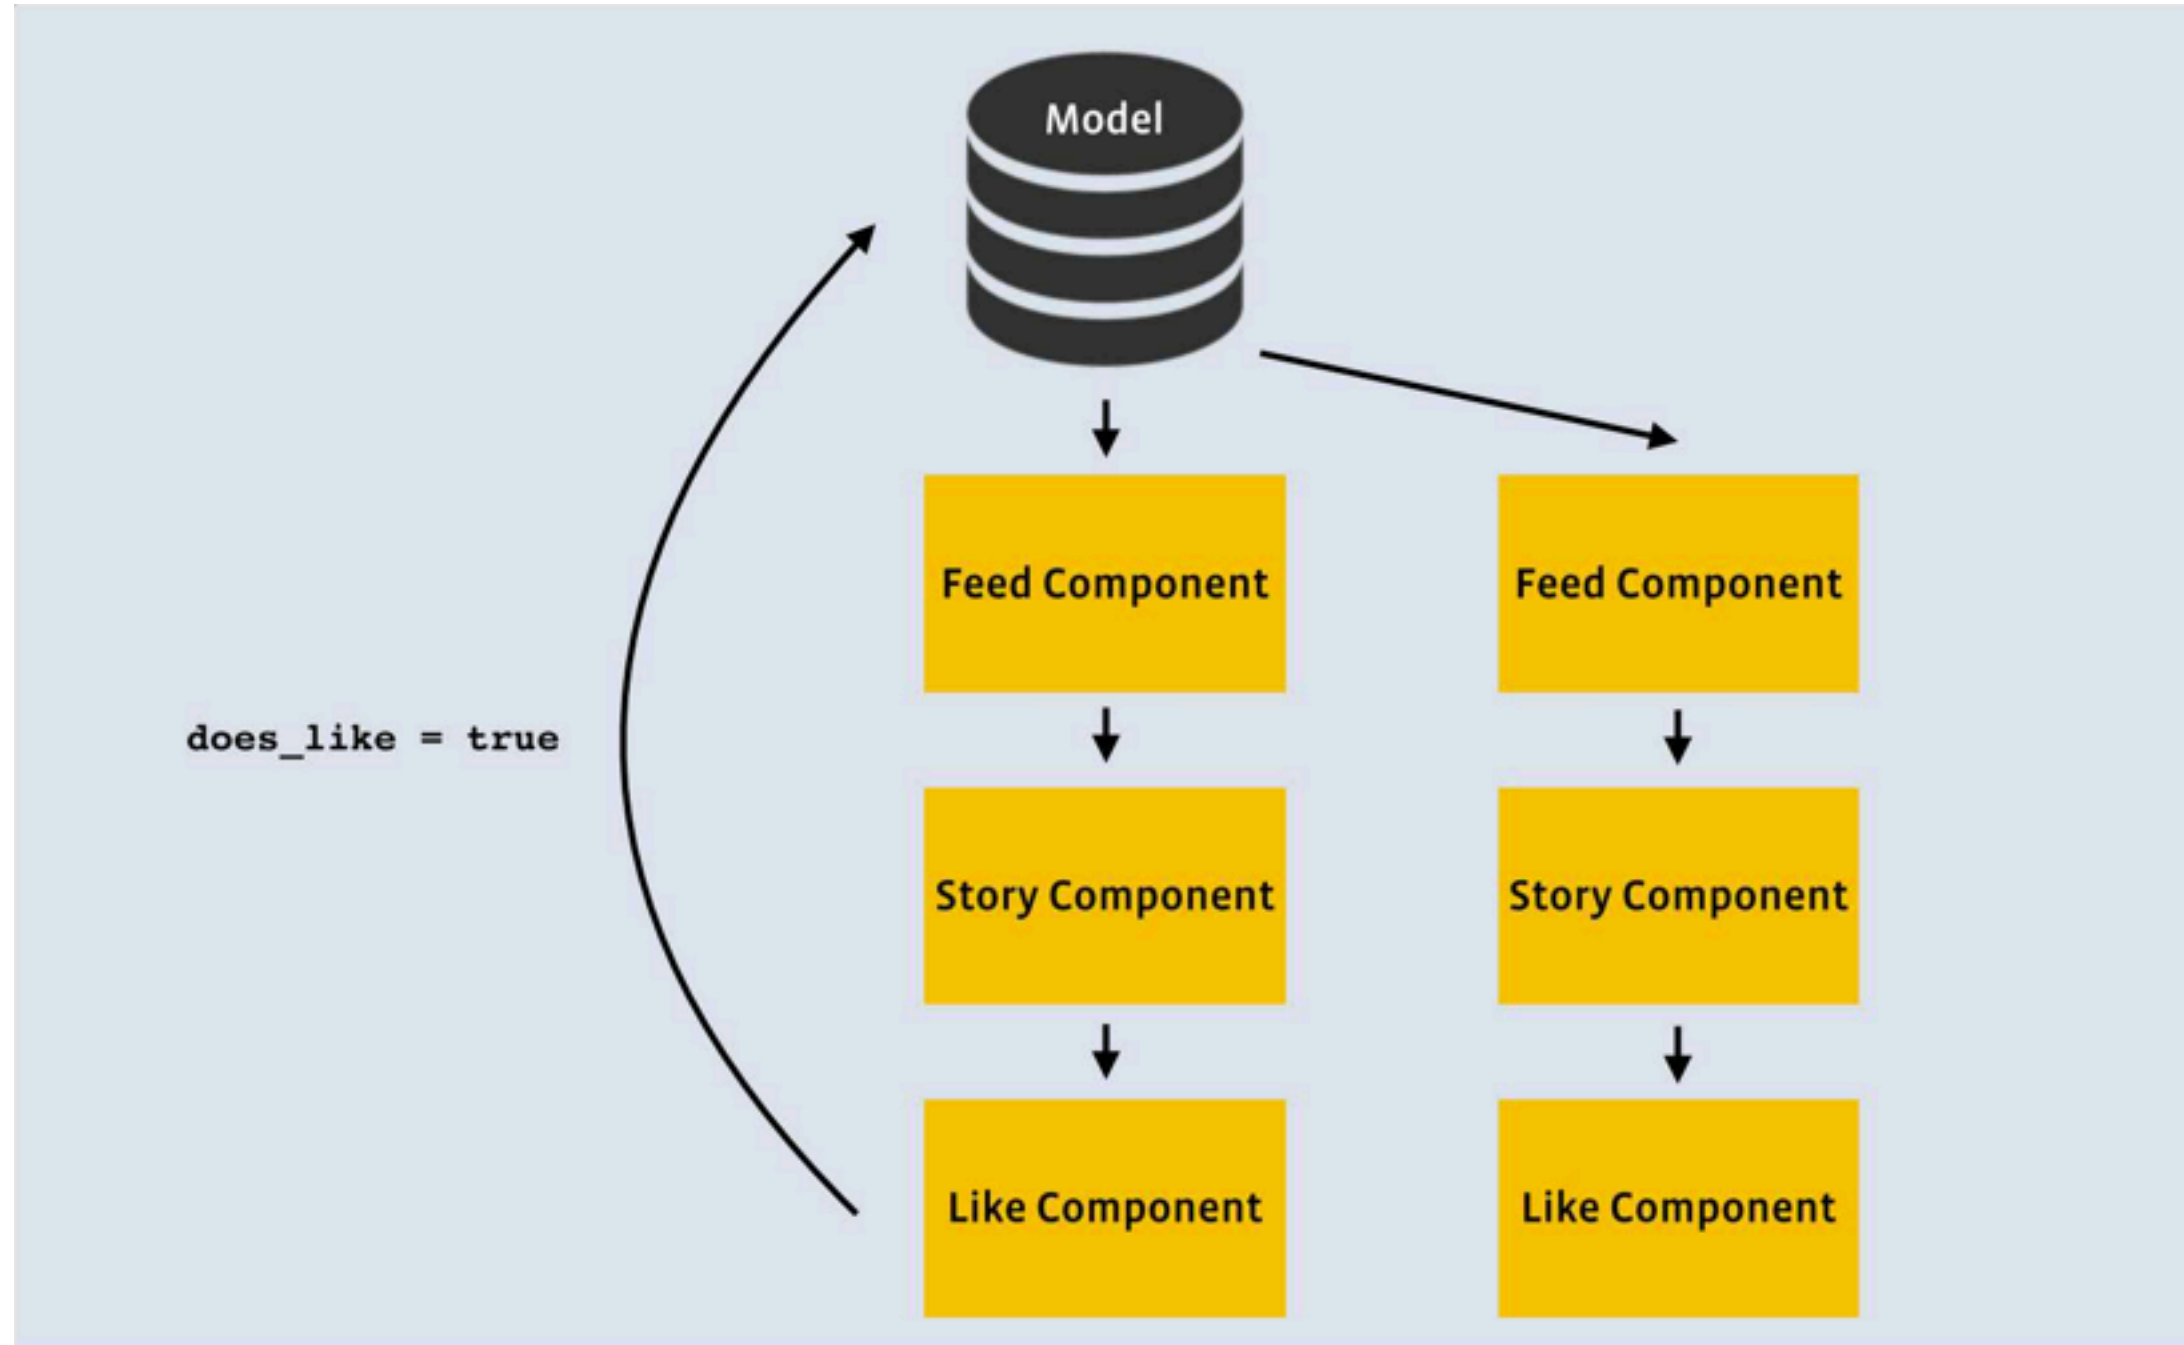 Model
Feed Component
Feed Component
does_like = true
Story Component
Story Component
Like Component
Like Component